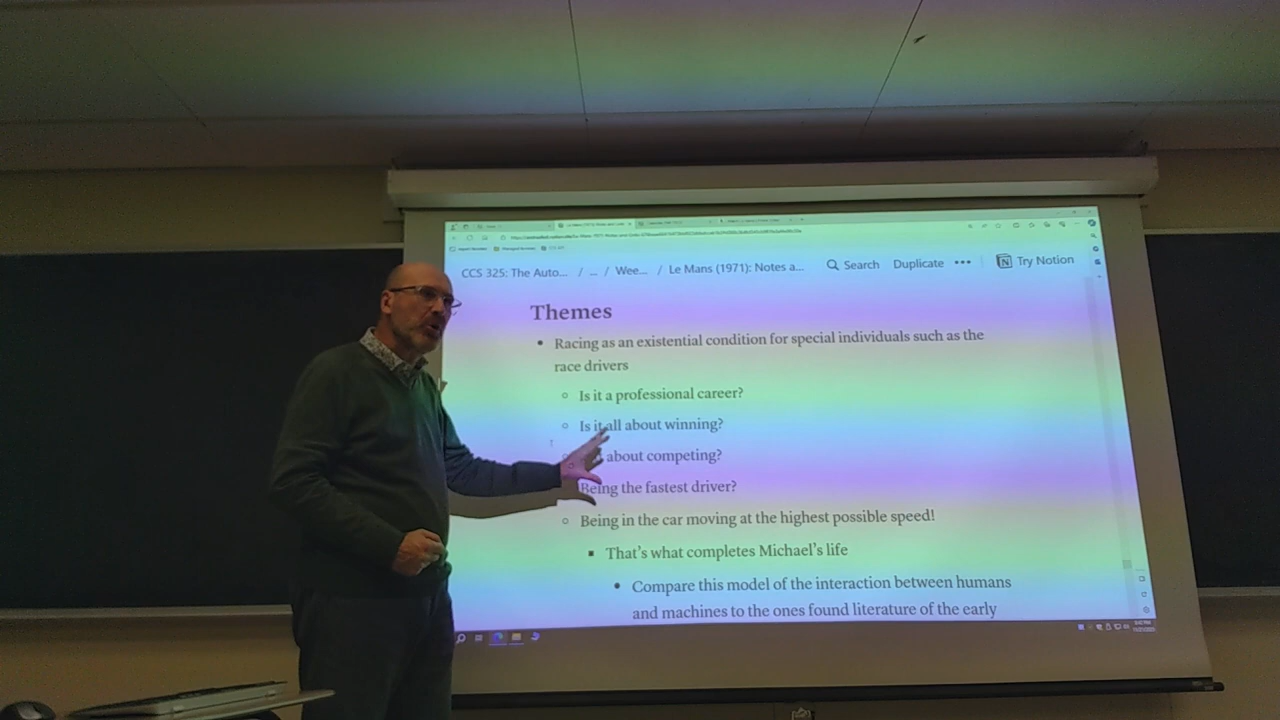 CCS 325: The Auto... / ... / Wee... / Le Mans (1971): Notes a... Search Duplicate ••• Try Notion
Themes
• Racing as an existential condition for special individuals such as the
race drivers
○ Is it a professional career?
○ Is it all about winning?
about competing?
Being the fastest driver?
○ Being in the car moving at the highest possible speed!
▪ That's what completes Michael's life
• Compare this model of the interaction between humans
and machines to the ones found literature of the early